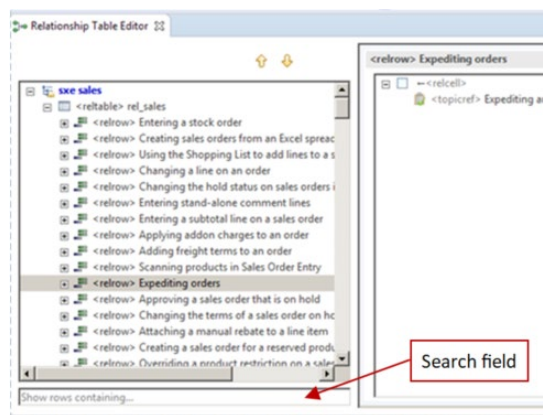 Relationship Table Editor
sxe sales
<reltable> rel_sales
<relrow> Entering a stock order
<relrow> Creating sales orders from an Excel spreac
<relrow> Using the Shopping List to add lines to a s
<relrow> Changing a line on an order
<relrow> Changing the hold status on sales orders i
<relrow> Entering stand-alone comment lines
<relrow> Entering a subtotal line on a sales order
<relrow> Applying addon charges to an order
<relrow> Adding freight terms to an order
<relrow> Scanning products in Sales Order Entry
<relrow> Expediting orders
<relrow> Approving a sales order that is on hold
<relrow> Changing the terms of a sales order on hc
<relrow> Attaching a manual rebate to a line item
<relrow> Creating a sales order for a reserved produ
<relrow> Overriding a product restriction on a sales
Show rows containing...
<relrow> Expediting orders
<relcell>
<topicref> Expediting a
Search field